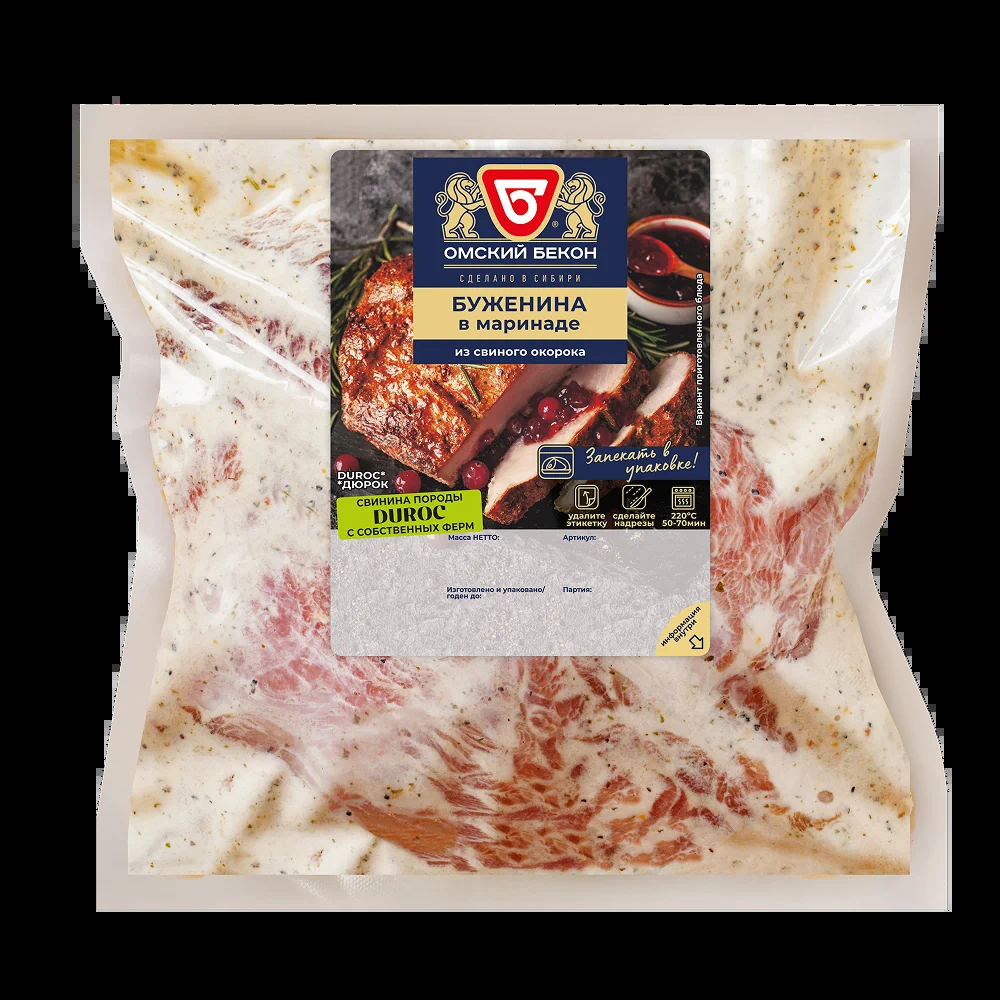 Б
®
ОМСКИЙ БЕКОН
СДЕЛАНО В СИБИРИ
БУЖЕНИНА
в маринаде
из свиного окорока
Вариант приготовленного блюда
Запекать в
упаковке!
DUROC*
*ДЮРОК
СВИНИНА ПОРОДЫ
DUROC
С СОБСТВЕННЫХ ФЕРМ
удалите
этикетку
сделайте
надрезы
220°С
50-70мин
Масса НЕТТО:
Артикул:
Изготовлено и упаковано/
годен до:
Партия:
информация
внутри